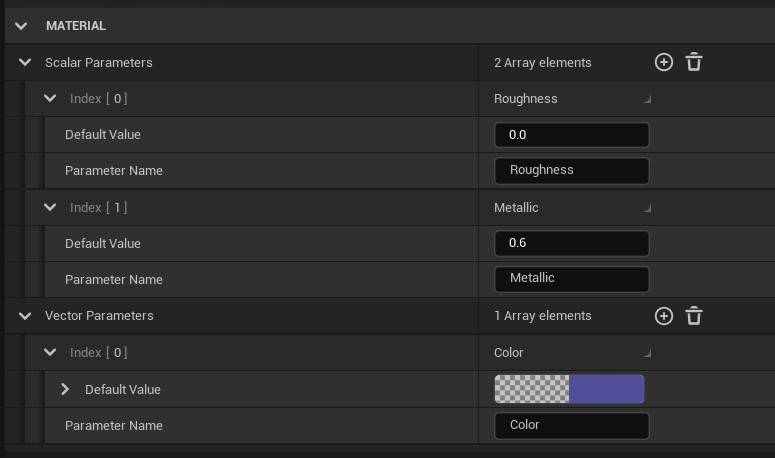 MATERIAL
Scalar Parameters 2 Array elements
Index [ 0 ] Roughness
Default Value 0.0
Parameter Name Roughness
Index [ 1 ] Metallic
Default Value 0.6
Parameter Name Metallic
Vector Parameters 1 Array elements
Index [ 0 ] Color
Default Value
Parameter Name Color